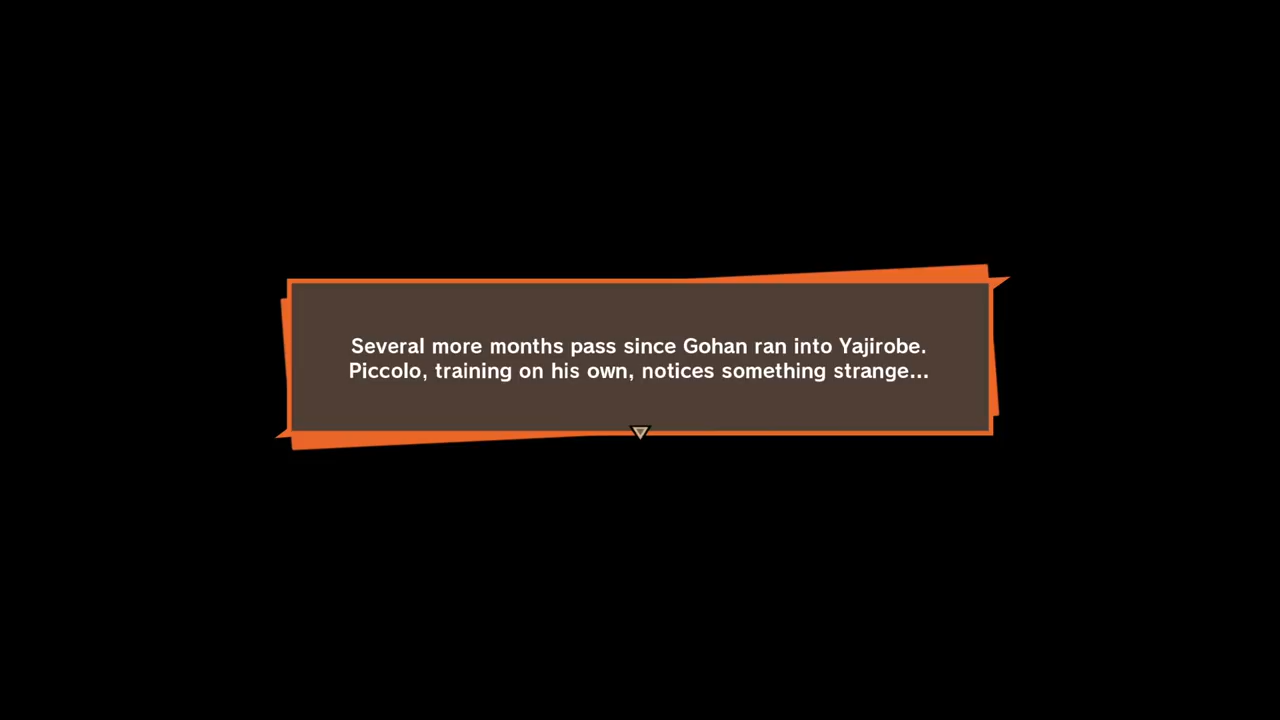 Several more months pass since Gohan ran into Yajirobe.
Piccolo, training on his own, notices something strange...